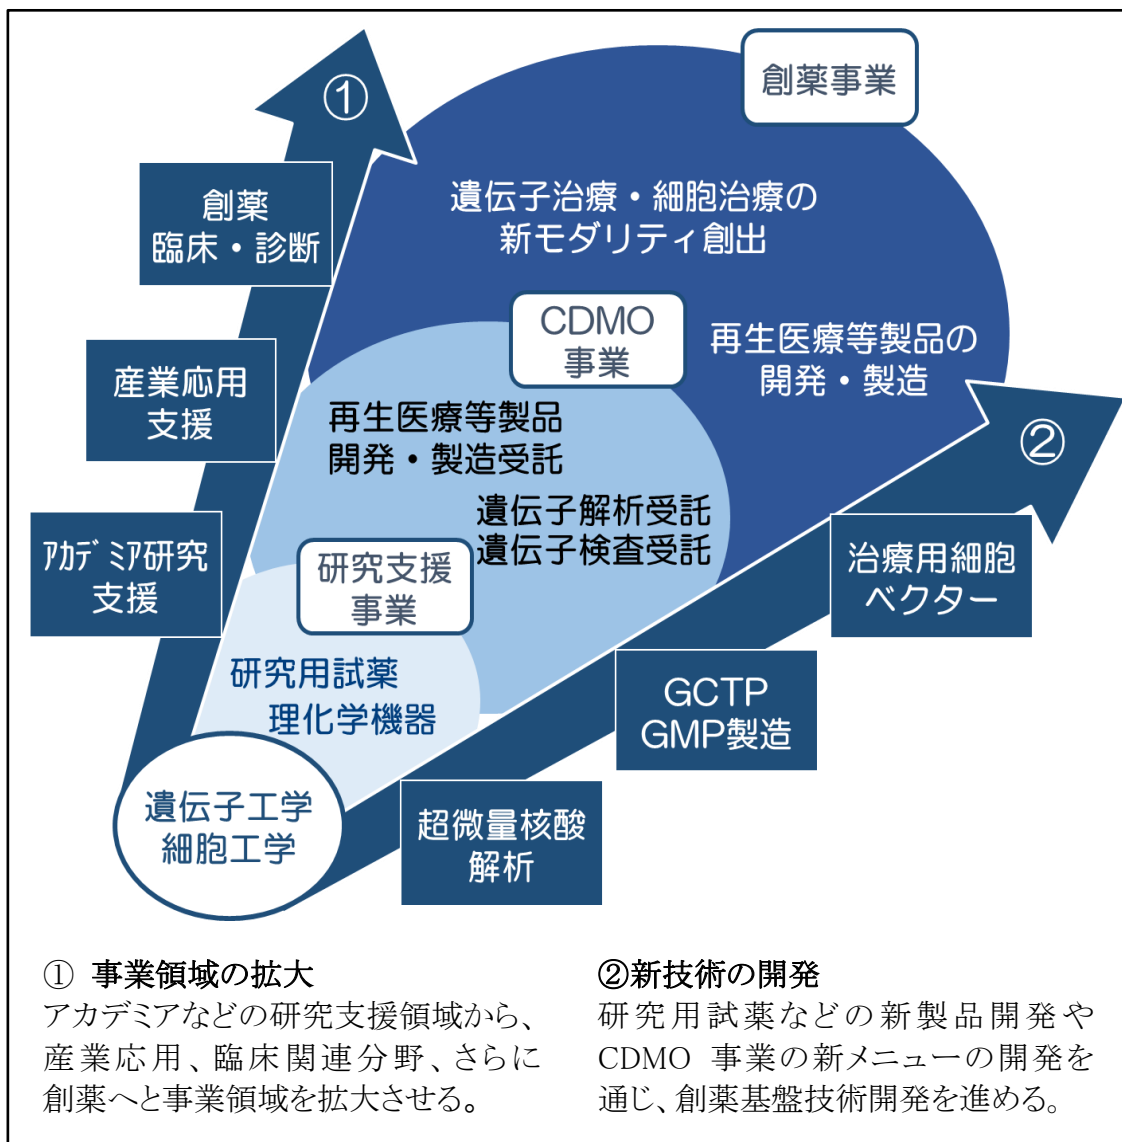 ①
創薬事業
創薬
臨床・診断
遺伝子治療・細胞治療の
新モダリティ創出
CDMO
事業
再生医療等製品の
開発・製造
産業応用
支援
再生医療等製品
開発・製造受託
②
遺伝子解析受託
遺伝子検査受託
ｱｶﾃﾞﾐｱ研究
支援
研究支援
事業
治療用細胞
ベクター
研究用試薬
理化学機器
GCTP
GMP製造
遺伝子工学
細胞工学
超微量核酸
解析
① 事業領域の拡大
アカデミアなどの研究支援領域から、
産業応用、臨床関連分野、さらに
創薬へと事業領域を拡大させる。
②新技術の開発
研究用試薬などの新製品開発や
CDMO 事業の新メニューの開発を
通じ、創薬基盤技術開発を進める。